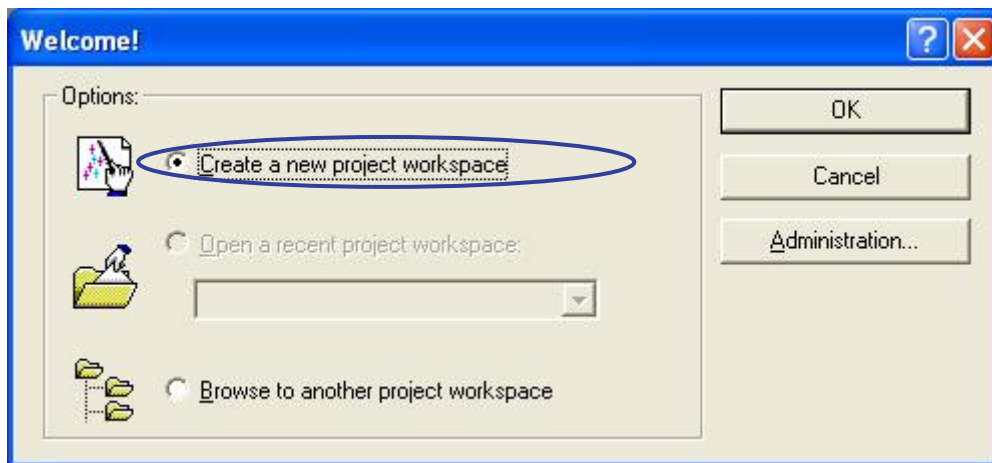 Welcome!
Options:
Create a new project workspace
Open a recent project workspace:
Browse to another project workspace
OK
Cancel
Administration...